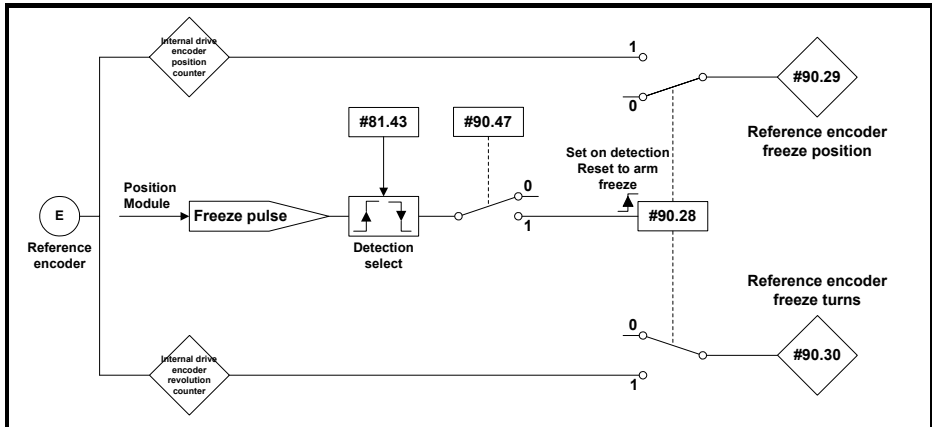 Internal drive
encoder
position
counter
1
0
#90.29
Reference encoder
freeze position
#81.43
#90.47
Set on detection
Reset to arm
freeze
E
Reference
encoder
Position
Module
Freeze pulse
Detection
select
0
1
#90.28
Reference encoder
freeze turns
Internal drive
encoder
revolution
counter
0
1
#90.30